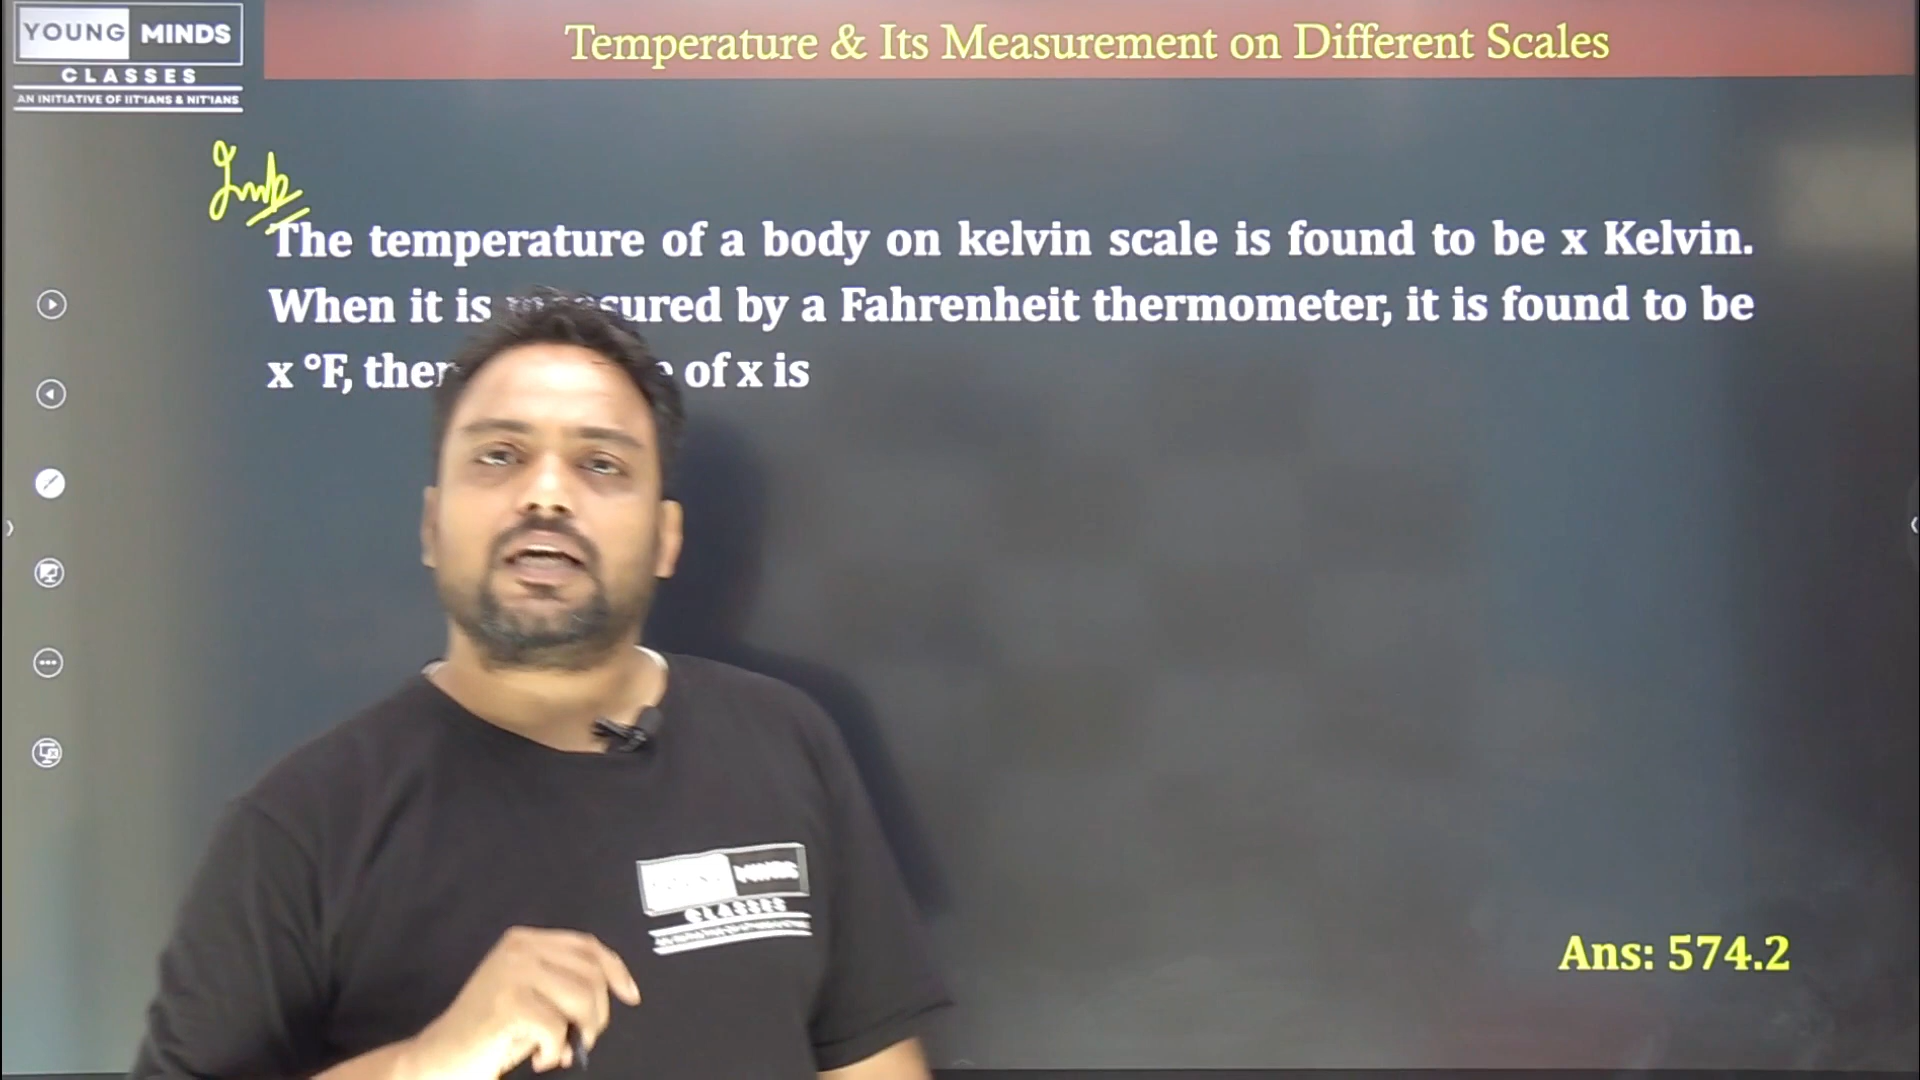 YOUNG MINDS
CLASSES
AN INITIATIVE OF IIT'IANS & NIT'IANS
Temperature & Its Measurement on Different Scales
Imp
The temperature of a body on kelvin scale is found to be x Kelvin.
When it is by a Fahrenheit thermometer, it is found to be
x °F, of x is
MINDS
CLASSES
Ans: 574.2